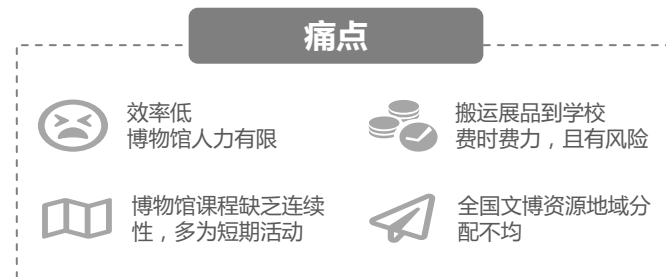 痛点
效率低
博物馆人力有限
搬运展品到学校
费时费力，且有风险
博物馆课程缺乏连续
性，多为短期活动
全国文博资源地域分
配不均